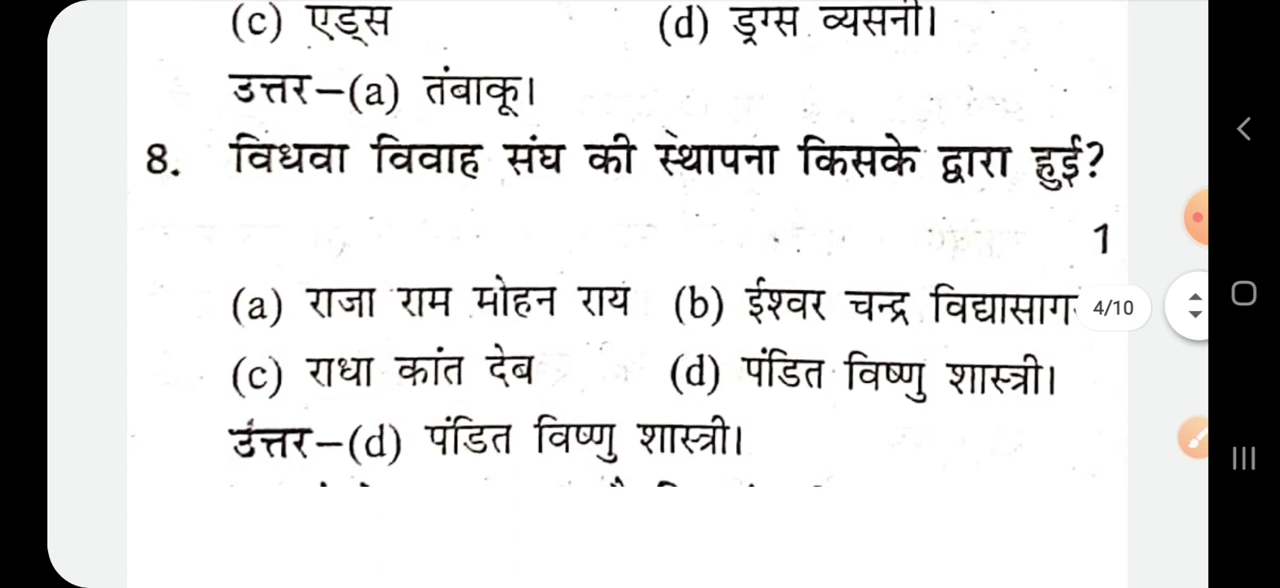 (c) एड्स (d) ड्रग्स व्यसनी।
उत्तर–(a) तंबाकू।
8. विधवा विवाह संघ की स्थापना किसके द्वारा हुई?
1
(a) राजा राम मोहन राय (b) ईश्वर चन्द्र विद्यासाग
4/10
(c) राधा कांत देब (d) पंडित विष्णु शास्त्री।
उत्तर–(d) पंडित विष्णु शास्त्री।